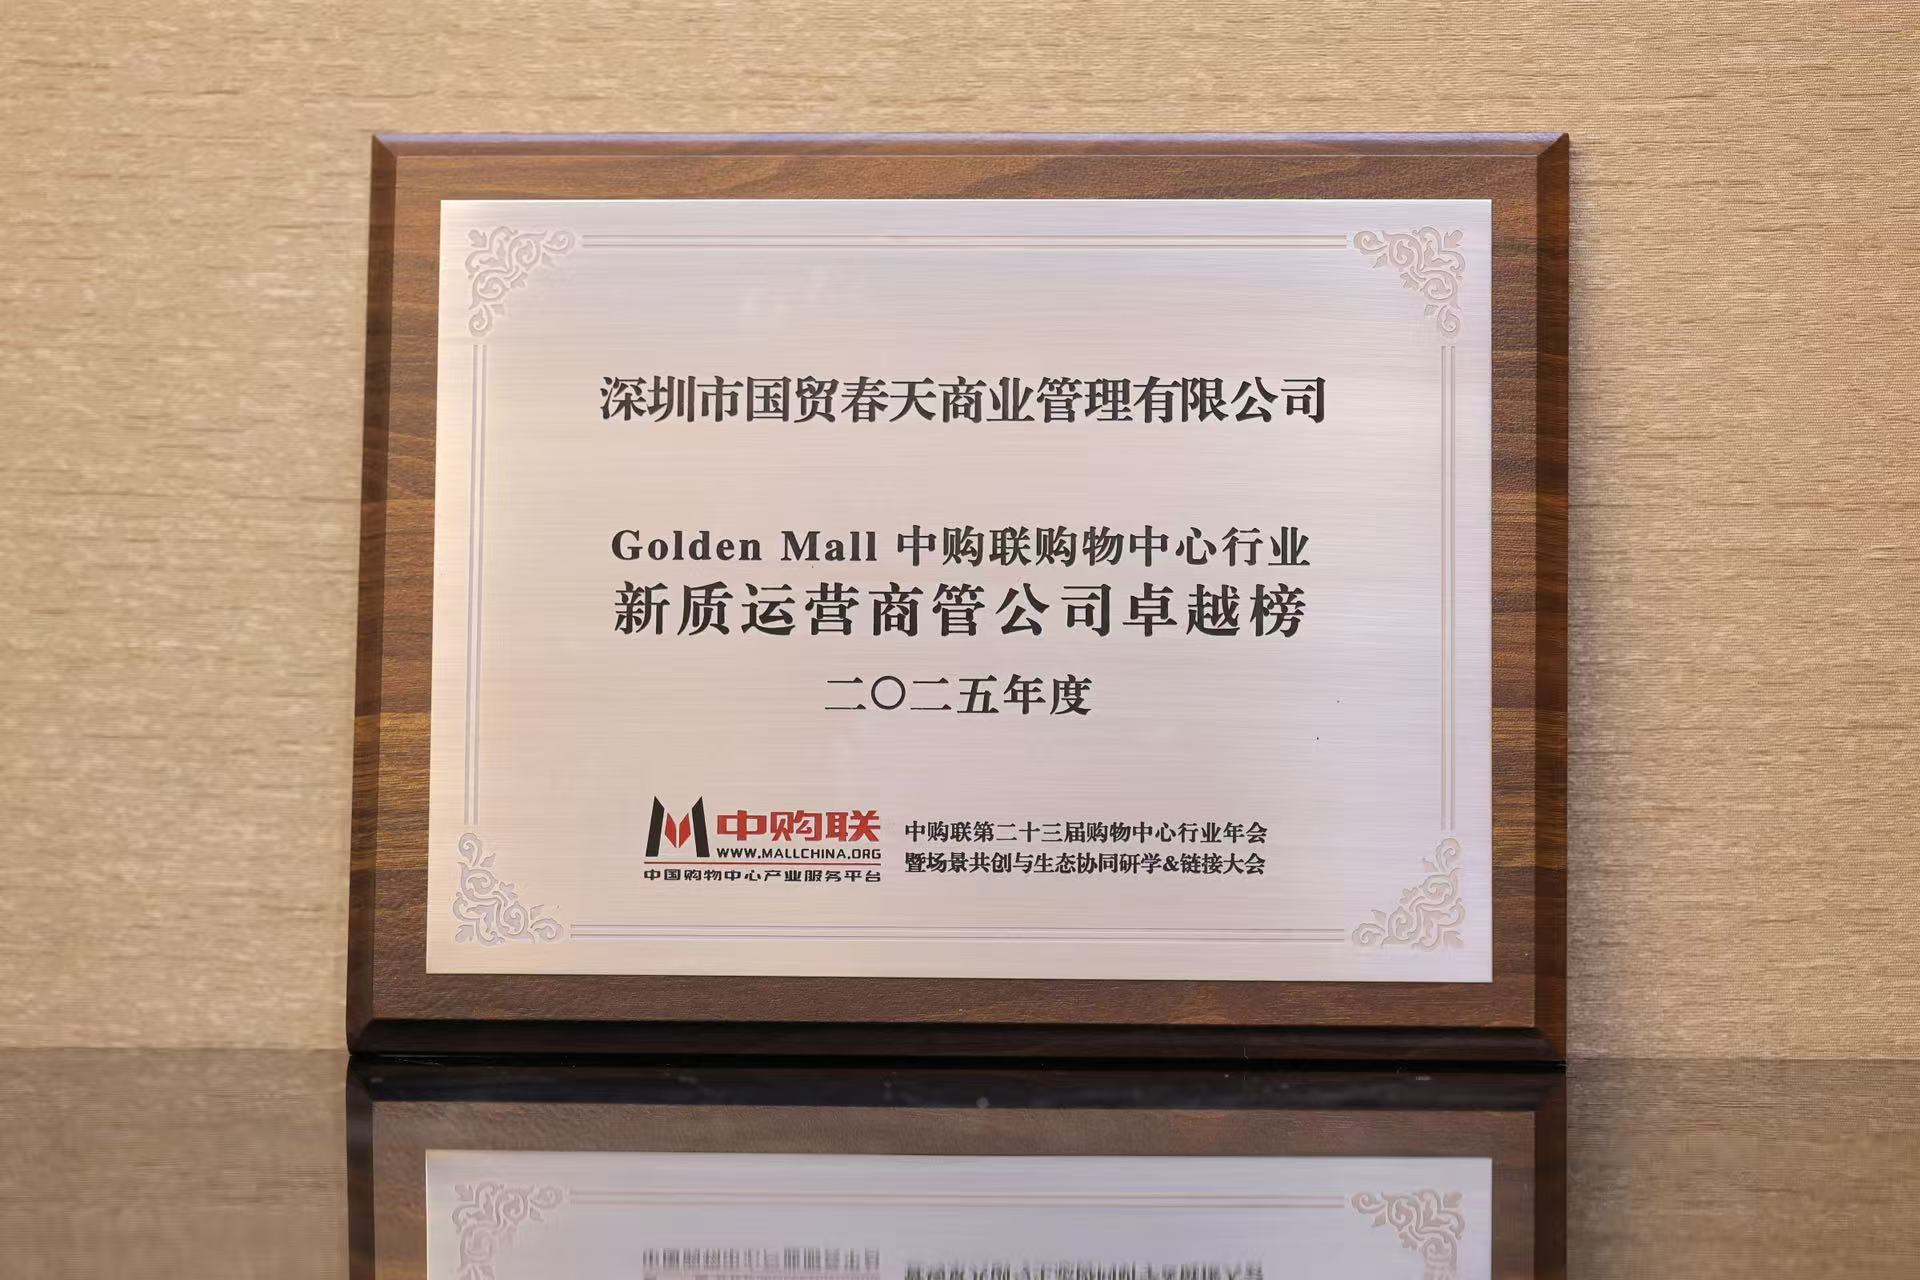 深圳市国贸春天商业管理有限公司
Golden Mall 中购联购物中心行业
新质运营商管公司卓越榜
二〇二五年度
中购联
WWW.MALLCHINA.ORG
中国购物中心产业服务平台
中购联第二十三届购物中心行业年会
暨场景共创与生态协同研学&链接大会